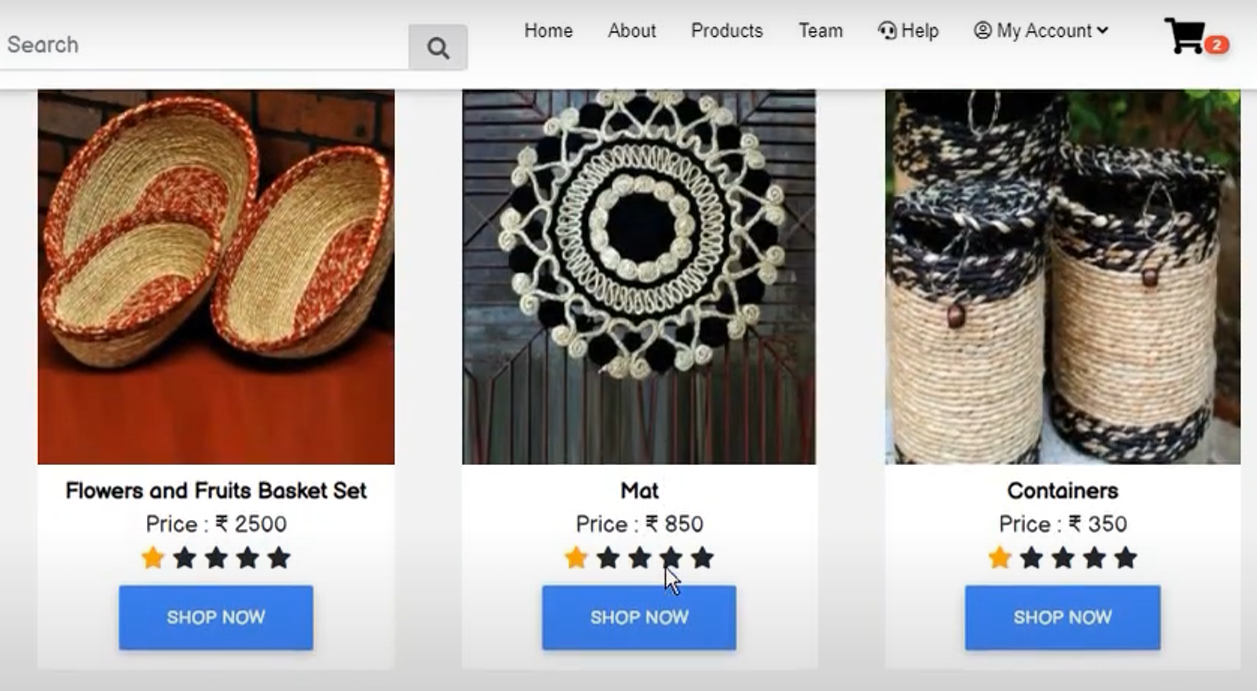 Search
Home About Products Team Help My Account
2
Flowers and Fruits Basket Set
Price : ₹ 2500
SHOP NOW
Mat
Price : ₹ 850
SHOP NOW
Containers
Price : ₹ 350
SHOP NOW